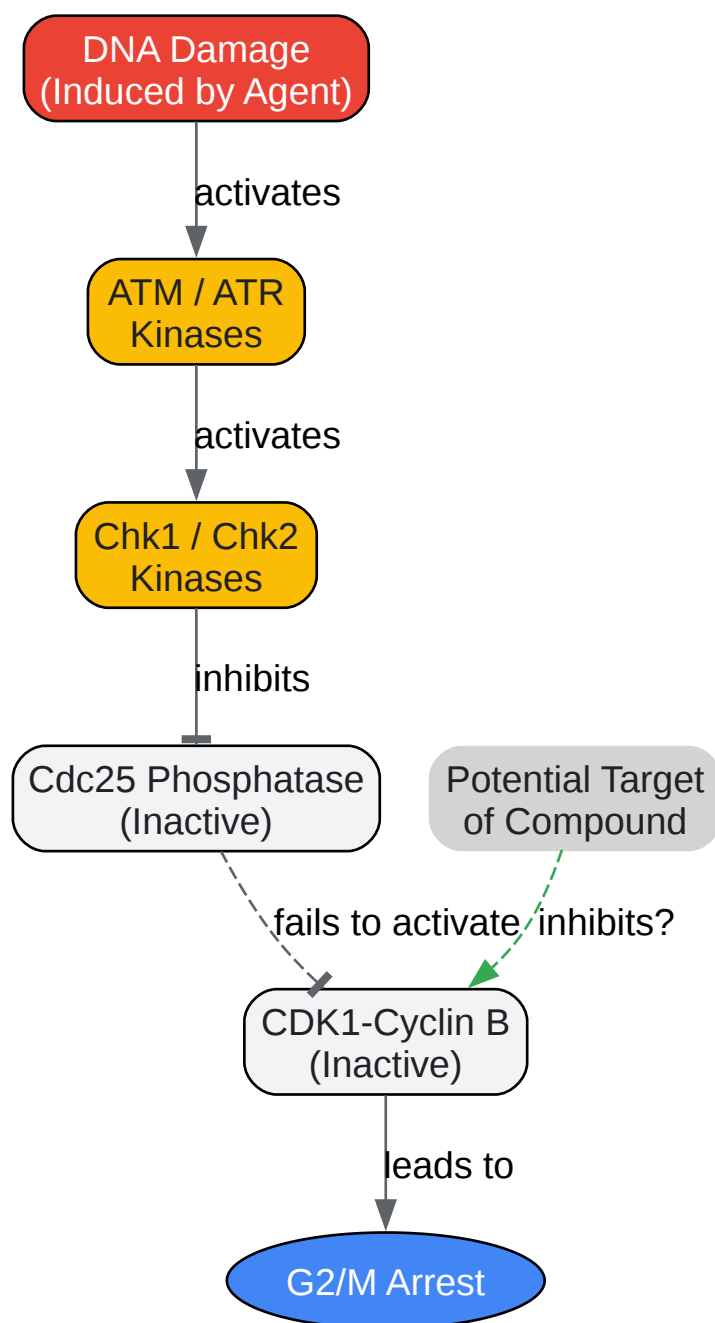 DNA Damage
(Induced by Agent)
activates
ATM / ATR
Kinases
activates
Chk1 / Chk2
Kinases
inhibits
Cdc25 Phosphatase
(Inactive)
Potential Target
of Compound
fails to activate
inhibits?
CDK1-Cyclin B
(Inactive)
leads to
G2/M Arrest